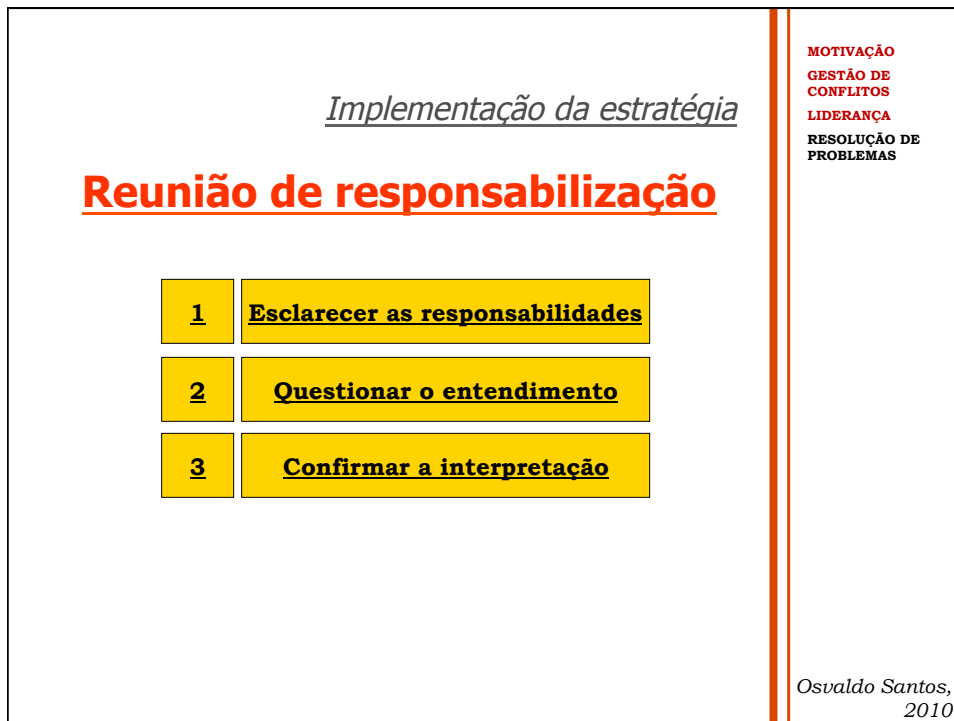 Implementação da estratégia
Reunião de responsabilização
1 Esclarecer as responsabilidades
2 Questionar o entendimento
3 Confirmar a interpretação
MOTIVAÇÃO
GESTÃO DE
CONFLITOS
LIDERANÇA
RESOLUÇÃO DE
PROBLEMAS
Osvaldo Santos,
2010